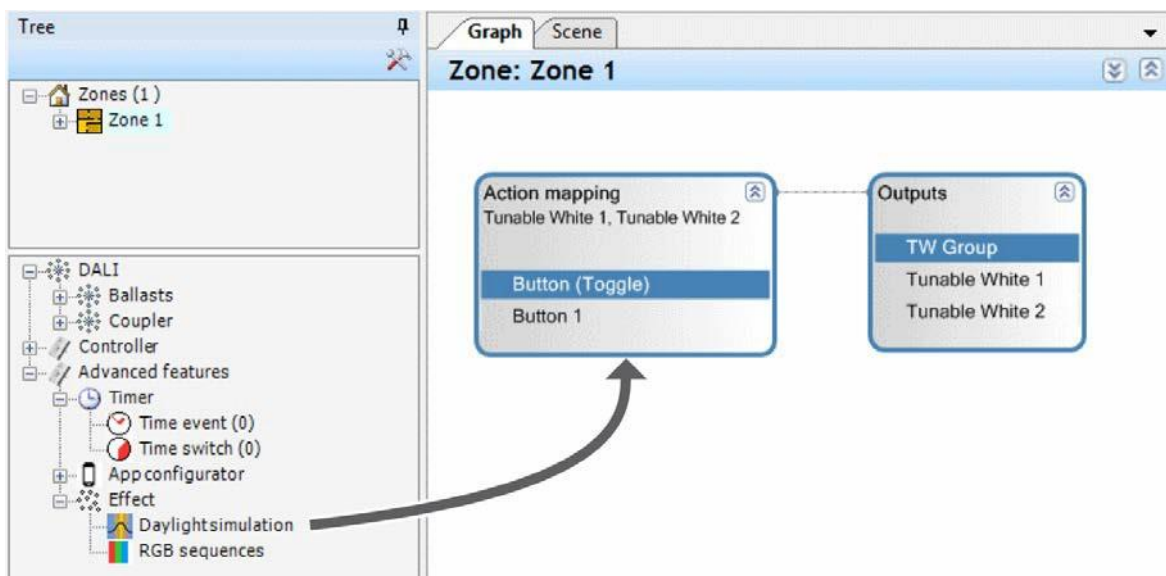 Tree
Zones (1 )
Zone 1
DALI
Ballasts
Coupler
Controller
Advanced features
Timer
Time event (0)
Time switch (0)
App configurator
Effect
Daylight simulation
RGB sequences
Graph
Scene
Zone: Zone 1
Action mapping
Tunable White 1, Tunable White 2
Button (Toggle)
Button 1
Outputs
TW Group
Tunable White 1
Tunable White 2